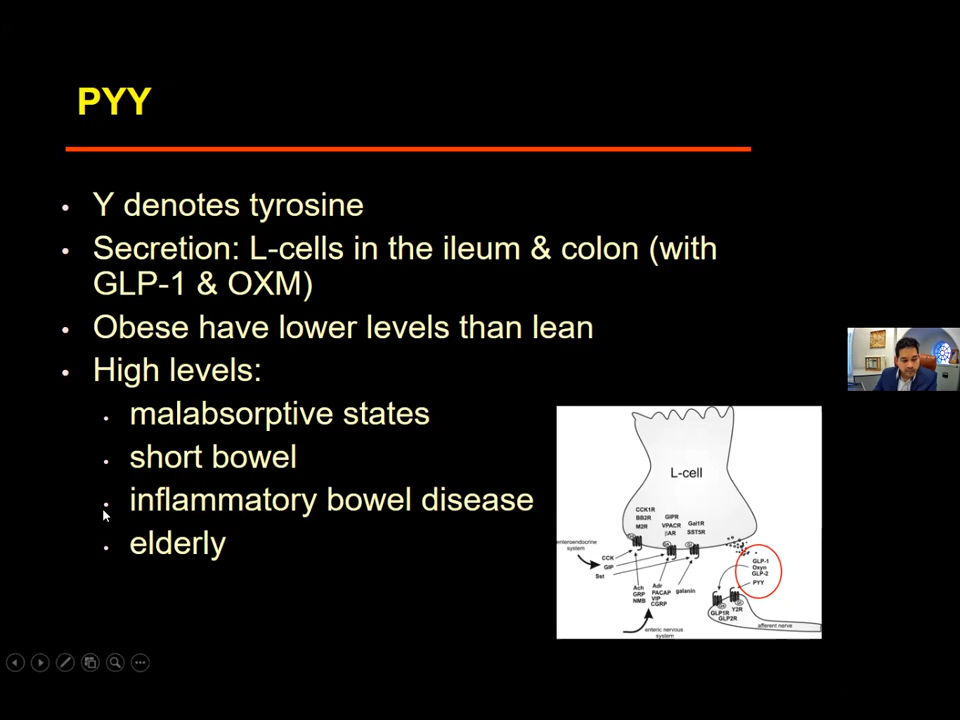 PYY
• Y denotes tyrosine
• Secretion: L-cells in the ileum & colon (with
GLP-1 & OXM)
• Obese have lower levels than lean
• High levels:
• malabsorptive states
• short bowel
• inflammatory bowel disease
• elderly
L-cell
CCK1R
BB2R
M2R
GIPR
VPACR
βAR
Gal1R
SST5R
enteroendocrine
system
CCK
GIP
Sst
Ach
GRP
NMB
Adr
PACAP
VIP
CGRP
galanin
enteric nervous
system
GLP-1
Oxyn
GLP-2
PYY
GLP1R
GLP2R
Y2R
afferent nerve